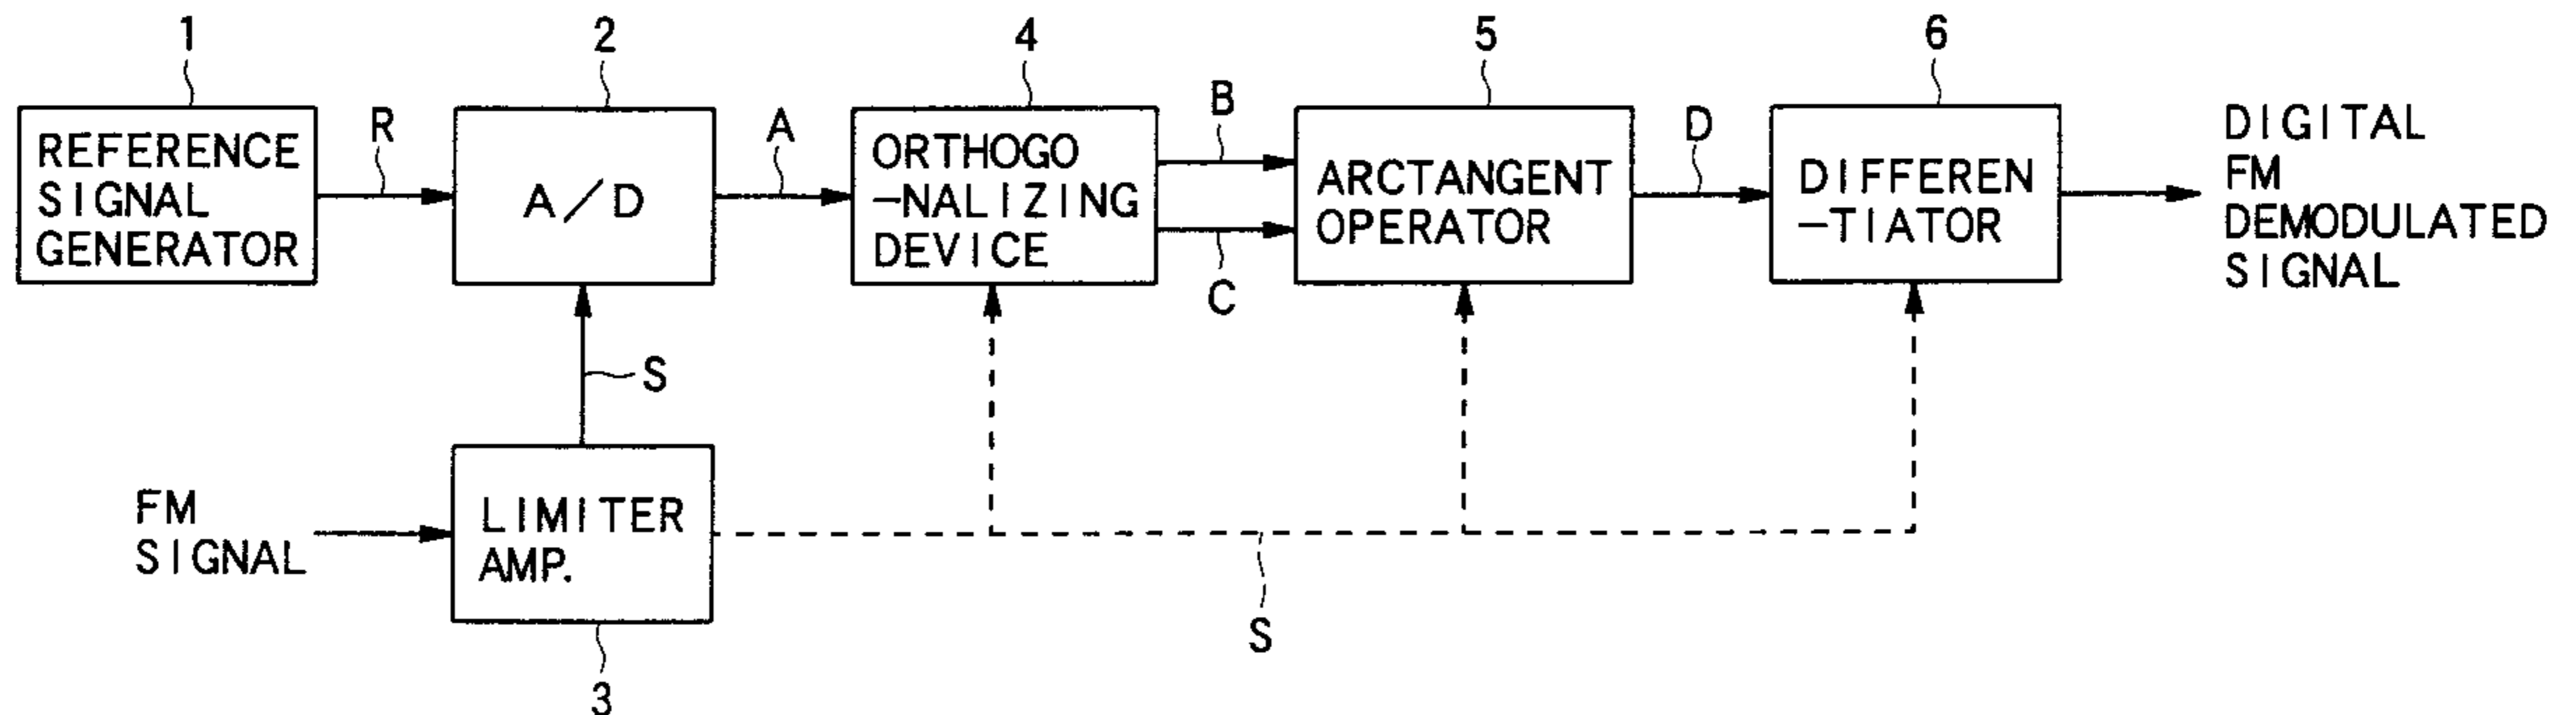 1
2
4
5
6
REFERENCE
SIGNAL
GENERATOR
R
A/D
A
ORTHOGO
-NALIZING
DEVICE
B
C
ARCTANGENT
OPERATOR
D
DIFFEREN
-TIATOR
DIGITAL
FM
DEMODULATED
SIGNAL
S
FM
SIGNAL
LIMITER
AMP.
S
3